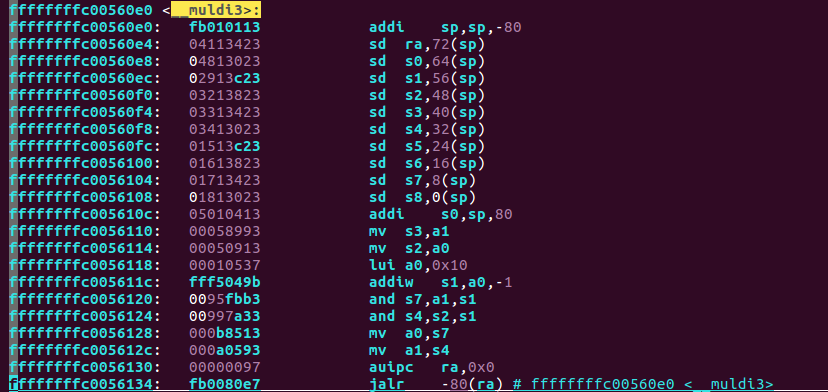 ffffffffc00560e0 <__muldi3>:
ffffffffc00560e0: fb010113 addi sp,sp,-80
ffffffffc00560e4: 04113423 sd ra,72(sp)
ffffffffc00560e8: 04813023 sd s0,64(sp)
ffffffffc00560ec: 02913c23 sd s1,56(sp)
ffffffffc00560f0: 03213823 sd s2,48(sp)
ffffffffc00560f4: 03313423 sd s3,40(sp)
ffffffffc00560f8: 03413023 sd s4,32(sp)
ffffffffc00560fc: 01513c23 sd s5,24(sp)
ffffffffc0056100: 01613823 sd s6,16(sp)
ffffffffc0056104: 01713423 sd s7,8(sp)
ffffffffc0056108: 01813023 sd s8,0(sp)
ffffffffc005610c: 05010413 addi s0,sp,80
ffffffffc0056110: 00058993 mv s3,a1
ffffffffc0056114: 00050913 mv s2,a0
ffffffffc0056118: 00010537 lui a0,0x10
ffffffffc005611c: fff5049b addiw s1,a0,-1
ffffffffc0056120: 0095fbb3 and s7,a1,s1
ffffffffc0056124: 00997a33 and s4,s2,s1
ffffffffc0056128: 000b8513 mv a0,s7
ffffffffc005612c: 000a0593 mv a1,s4
ffffffffc0056130: 00000097 auipc ra,0x0
ffffffffc0056134: fb0080e7 jalr -80(ra) # ffffffffc00560e0 <__muldi3>